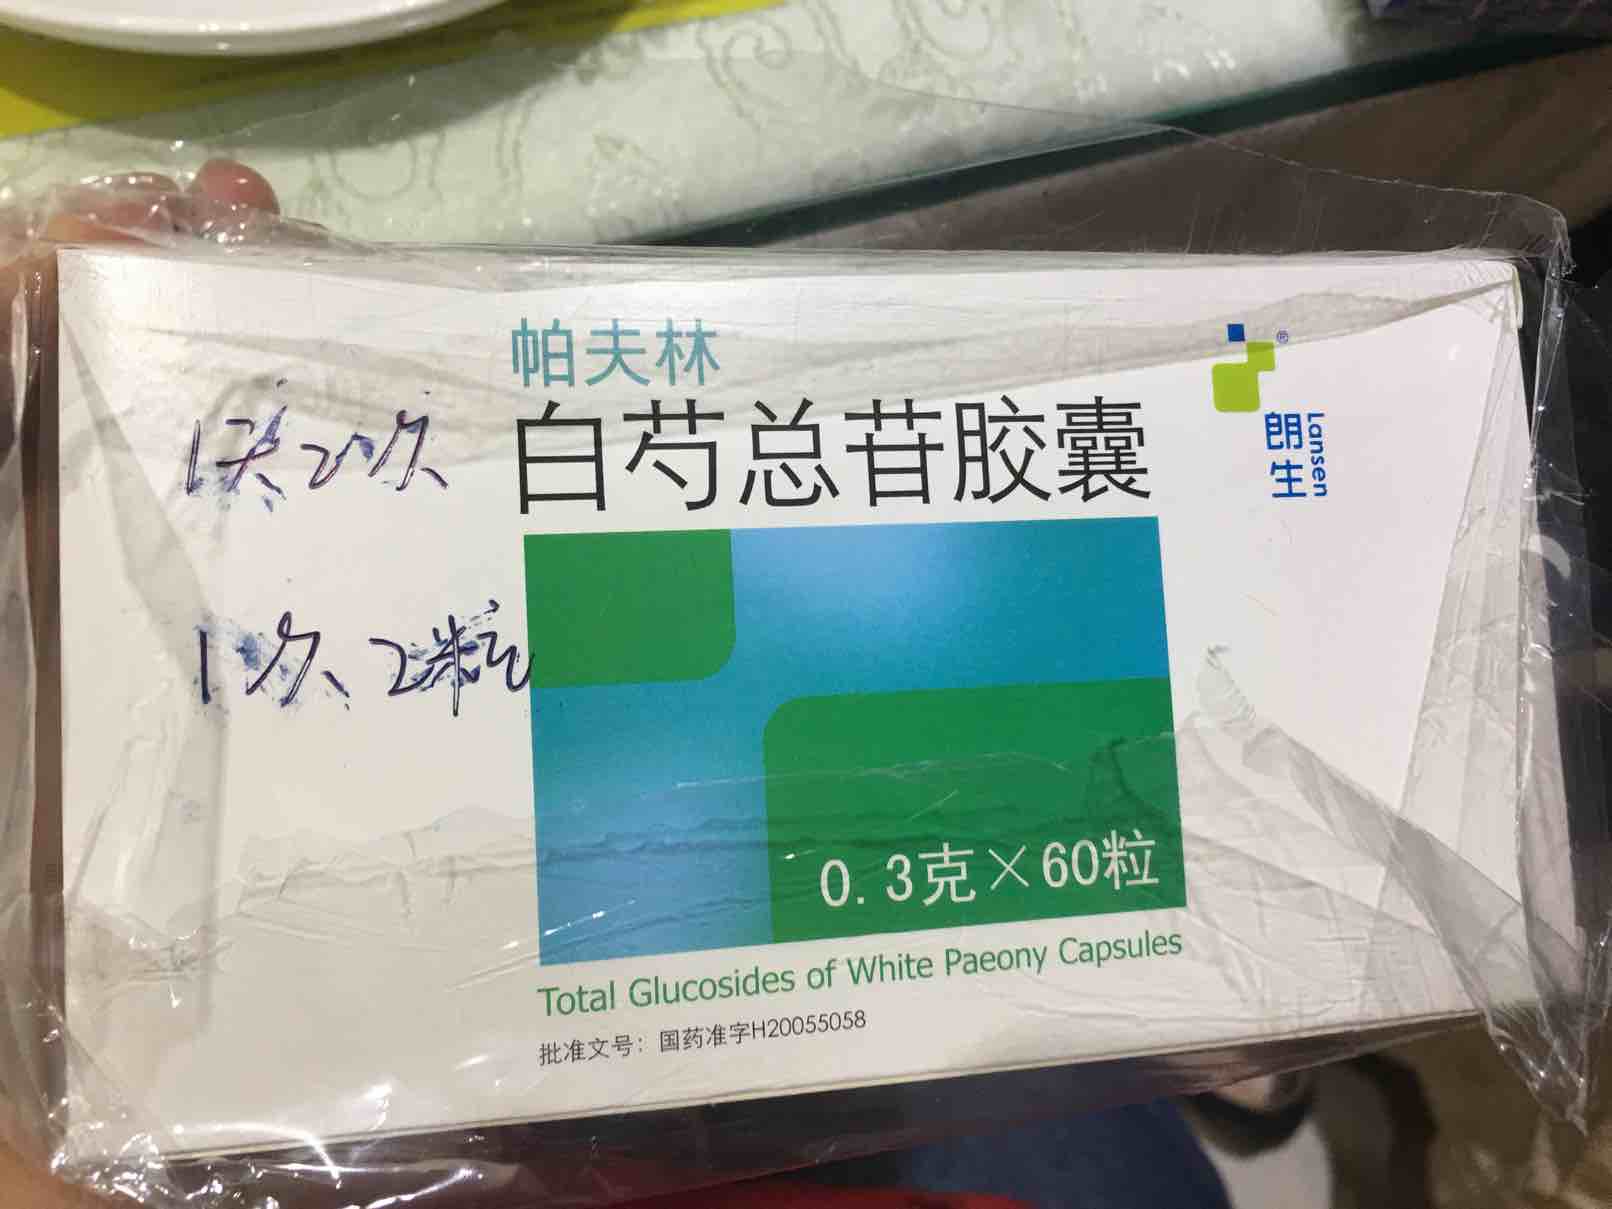 帕夫林
白芍总苷胶囊
®
朗生
Lansen
1天2次
1次、2粒
0.3克×60粒
Total Glucosides of White Paeony Capsules
批准文号：国药准字H20055058